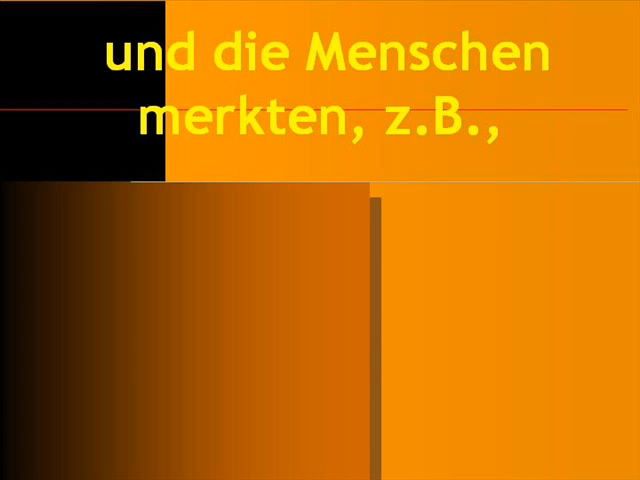 und die Menschen
merkten, z.B.,